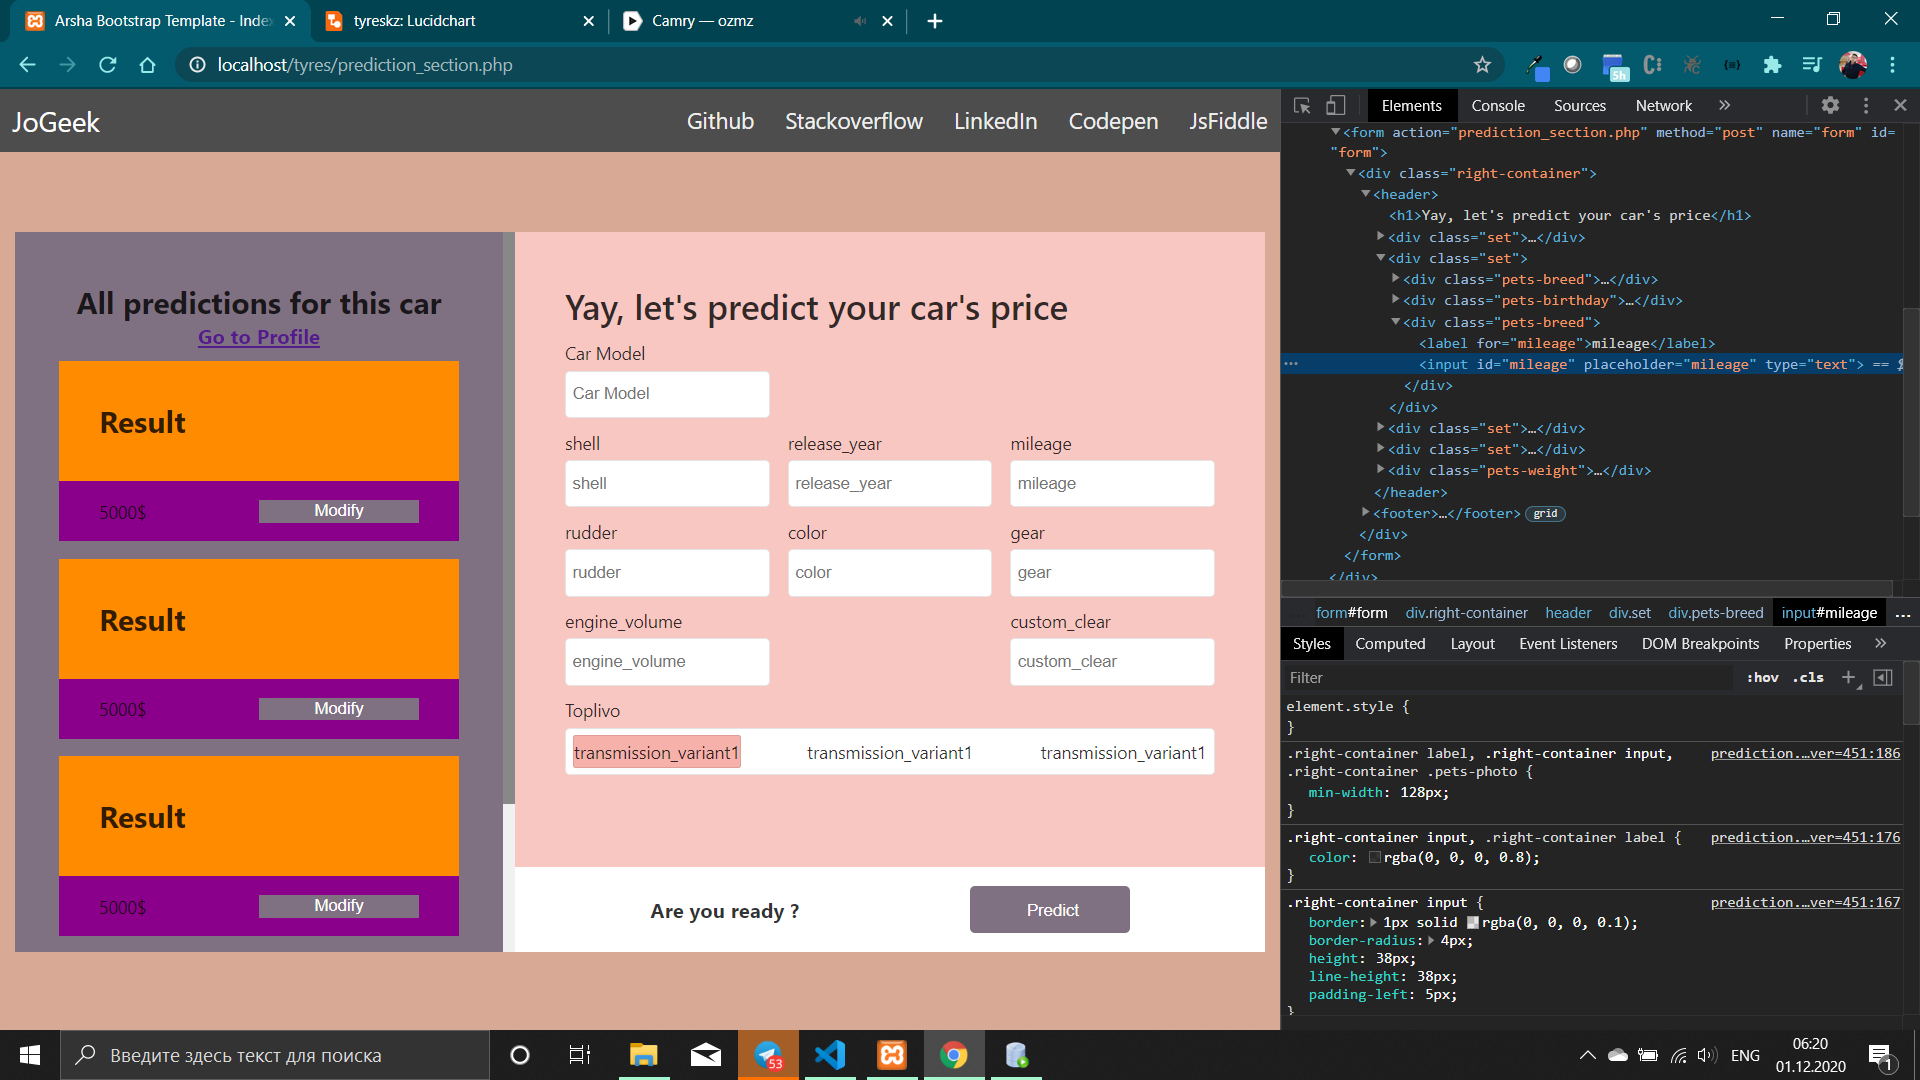 Arsha Bootstrap Template - Inde
tyreskz: Lucidchart
Camry — ozmz
localhost/tyres/prediction_section.php
5h
JoGeek
Github Stackoverflow LinkedIn Codepen JsFiddle
All predictions for this car
Go to Profile
Result
5000$ Modify
Result
5000$ Modify
Result
5000$ Modify
Yay, let's predict your car's price
Car Model
Car Model
shell release_year mileage
shell release_year mileage
rudder color gear
rudder color gear
engine_volume custom_clear
engine_volume custom_clear
Toplivo
transmission_variant1 transmission_variant1 transmission_variant1
Are you ready ? Predict
Elements Console Sources Network »
<form action="prediction_section.php" method="post" name="form" id=
"form">
<div class="right-container">
<header>
<h1>Yay, let's predict your car's price</h1>
<div class="set">…</div>
<div class="set">
<div class="pets-breed">…</div>
<div class="pets-birthday">…</div>
<div class="pets-breed">
<label for="mileage">mileage</label>
<input id="mileage" placeholder="mileage" type="text"> == $
</div>
</div>
<div class="set">…</div>
<div class="set">…</div>
<div class="pets-weight">…</div>
</header>
<footer>…</footer> grid
</div>
</form>
</div>
form#form div.right-container header div.set div.pets-breed input#mileage ...
Styles Computed Layout Event Listeners DOM Breakpoints Properties »
Filter :hov .cls +
element.style {
}
.right-container label, .right-container input, prediction.…ver=451:186
.right-container .pets-photo {
min-width: 128px;
}
.right-container input, .right-container label { prediction.…ver=451:176
color: rgba(0, 0, 0, 0.8);
}
.right-container input { prediction.…ver=451:167
border: 1px solid rgba(0, 0, 0, 0.1);
border-radius: 4px;
height: 38px;
line-height: 38px;
padding-left: 5px;
}
Введите здесь текст для поиска
53
ENG
06:20
01.12.2020
1